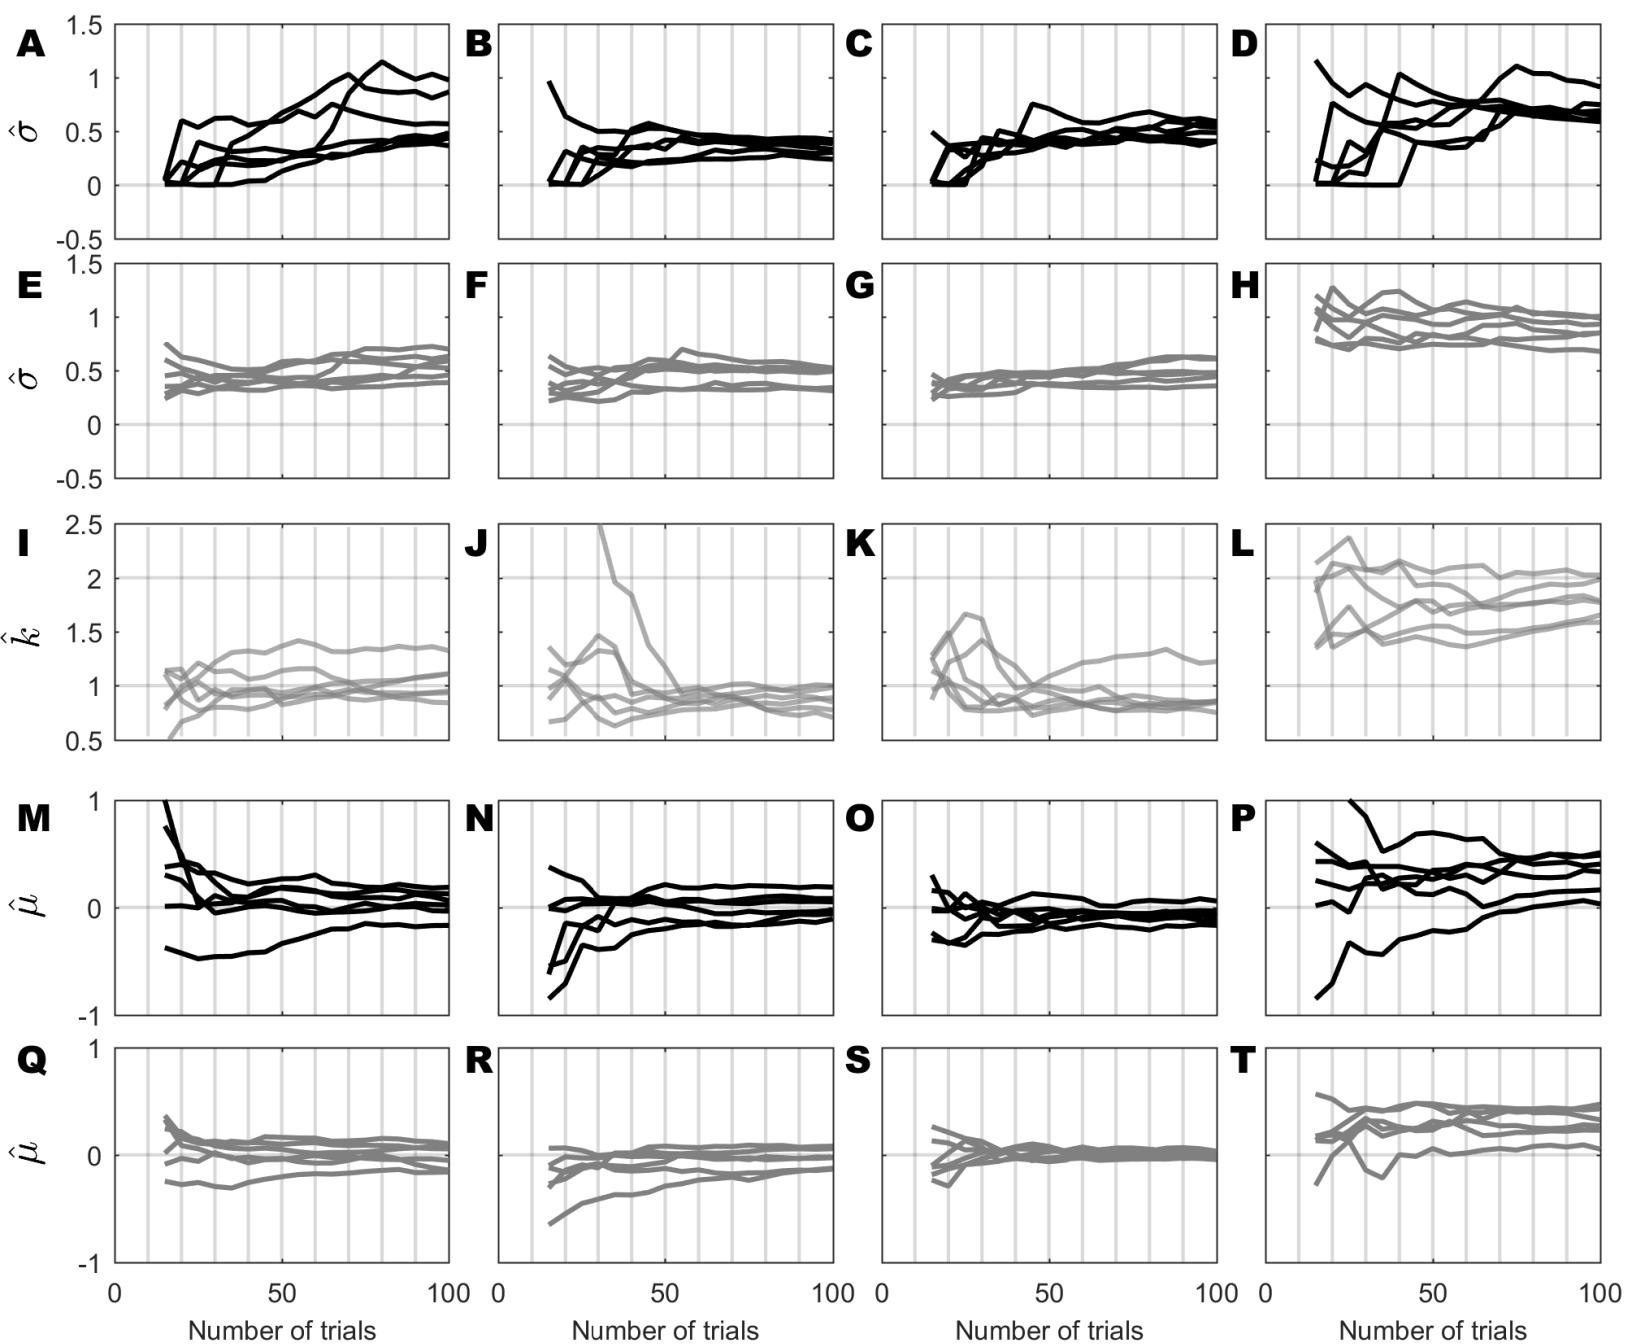 A B C D
1.5
1
0.5
0
-0.5
σ̂
E F G H
1.5
1
0.5
0
-0.5
σ̂
I J K L
2.5
2
1.5
1
0.5
k̂
M N O P
1
0
-1
μ̂
Q R S T
1
0
-1
μ̂
0 50 100 0 50 100 0 50 100 0 50 100
Number of trials Number of trials Number of trials Number of trials